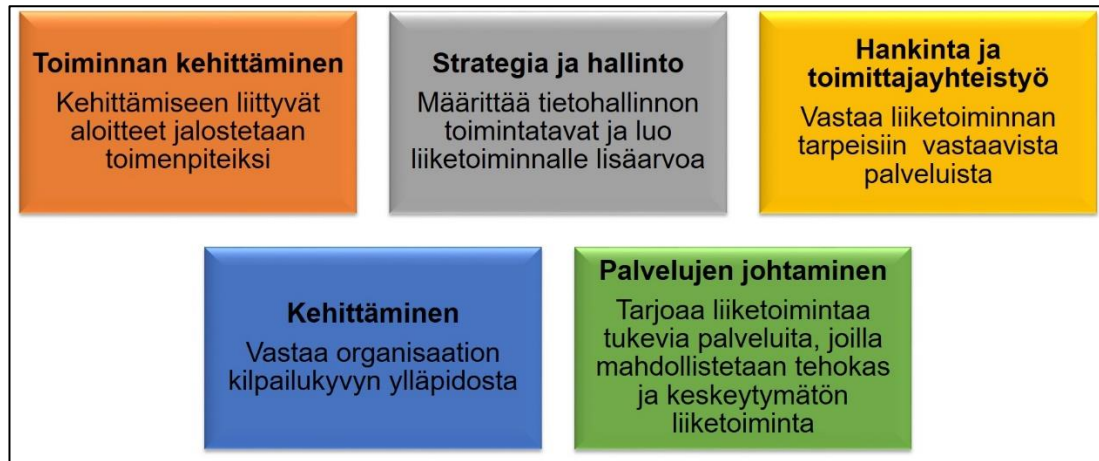 Toiminnan kehittäminen
Kehittämiseen liittyvät
aloitteet jalostetaan
toimenpiteiksi
Strategia ja hallinto
Määrittää tietohallinnon
toimintatavat ja luo
liiketoiminnalle lisäarvoa
Hankinta ja
toimittajayhteistyö
Vastaa liiketoiminnan
tarpeisiin vastaavista
palveluista
Kehittäminen
Vastaa organisaation
kilpailukyvyn ylläpidosta
Palvelujen johtaminen
Tarjoaa liiketoimintaa
tukevia palveluita, joilla
mahdollistetaan tehokas
ja keskeytymätön
liiketoiminta